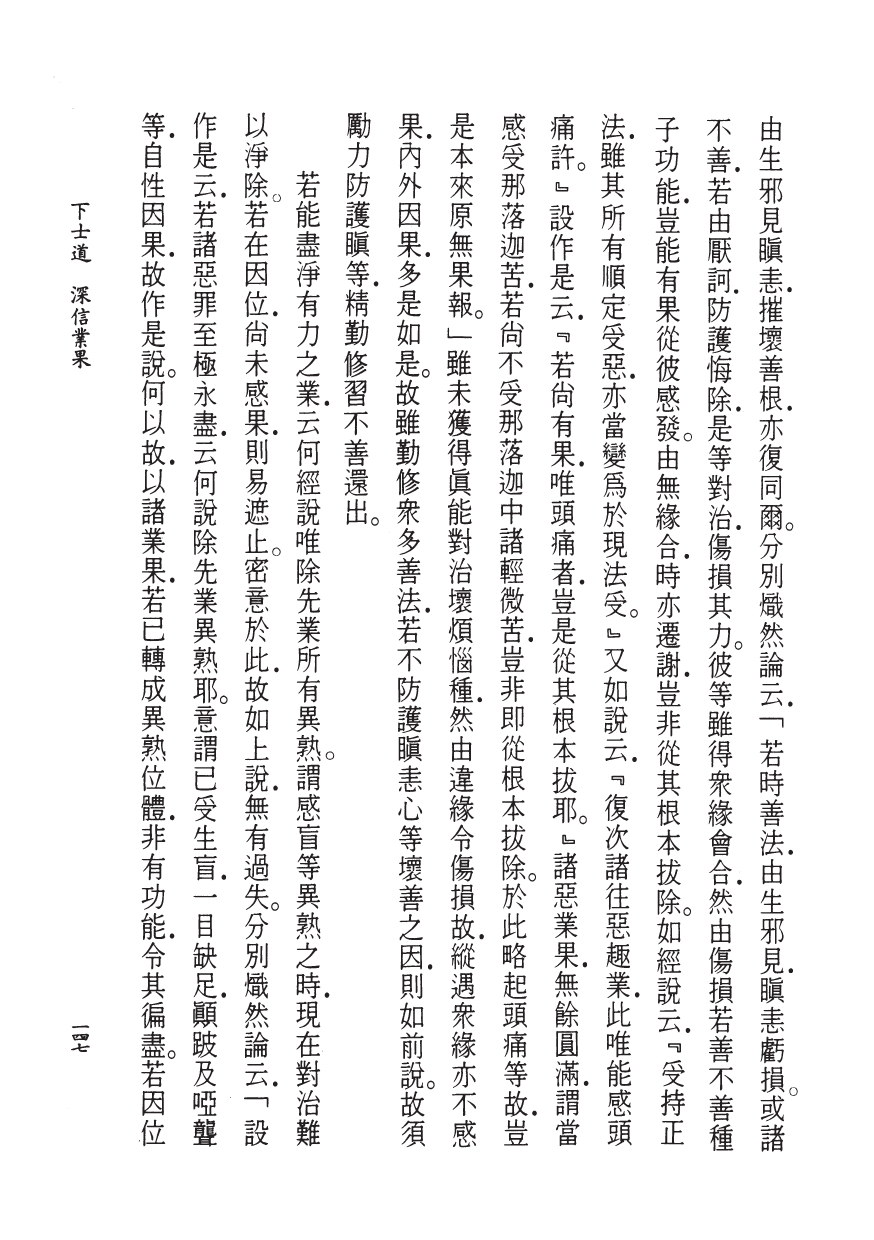 由生邪見瞋恚．摧壞善根．亦復同爾。分別熾然論云．「若時善法．由生邪見．瞋恚虧損。或諸
不善．若由厭訶．防護悔除．是等對治．傷損其力。彼等雖得衆緣會合．然由傷損若善不善種
子功能．豈能有果從彼感發。由無緣合．時亦遷謝．豈非從其根本拔除。如經說云．『受持正
法．雖其所有順定受惡．亦當變爲於現法受。』又如說云．『復次諸往惡趣業．此唯能感頭
痛許。』設作是云．『若尙有果．唯頭痛者．豈是從其根本拔耶。』諸惡業果．無餘圓滿．謂當
感受那落迦苦．若尙不受那落迦中諸輕微苦．豈非即從根本拔除。於此略起頭痛等故．豈
是本來原無果報。」雖未獲得眞能對治壞煩惱種．然由違緣令傷損故．縱遇衆緣亦不感
果．內外因果．多是如是。故雖勤修衆多善法．若不防護瞋恚心等壞善之因．則如前說。故須
勵力防護瞋等．精勤修習不善還出。
若能盡淨有力之業．云何經說唯除先業所有異熟。謂感盲等異熟之時．現在對治難
以淨除。若在因位．尙未感果．則易遮止。密意於此．故如上說．無有過失。分別熾然論云．「設
作是云．若諸惡罪至極永盡．云何說除先業異熟耶。意謂已受生盲．一目缺足．顚跛及啞聾
等．自性因果．故作是說。何以故．以諸業果．若已轉成異熟位體．非有功能．令其徧盡。若因位
下士道　深信業果
一四七